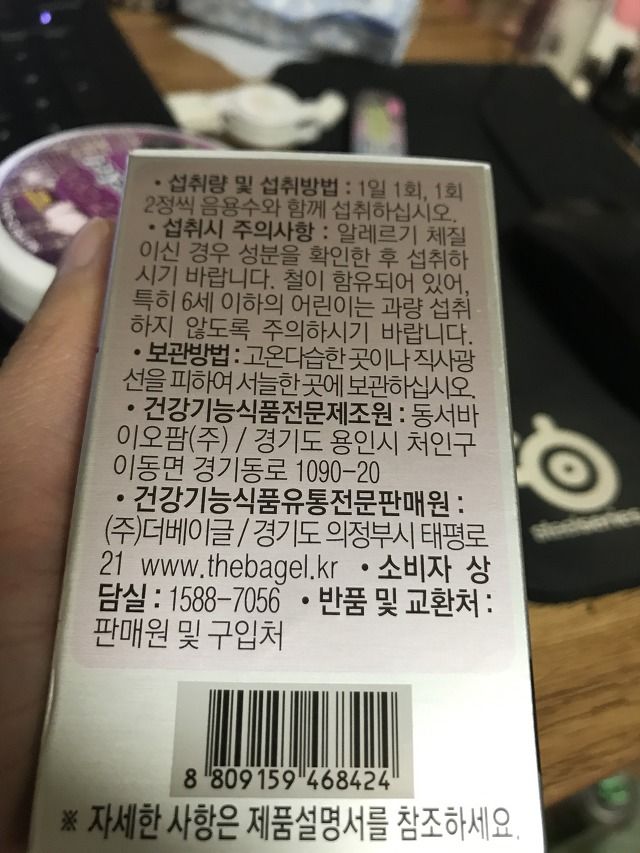 • 섭취량 및 섭취방법 : 1일 1회, 1회
2정씩 음용수와 함께 섭취하십시오.
• 섭취시 주의사항 : 알레르기 체질
이신 경우 성분을 확인한 후 섭취하
시기 바랍니다. 철이 함유되어 있어,
특히 6세 이하의 어린이는 과량 섭취
하지 않도록 주의하시기 바랍니다.
• 보관방법 : 고온다습한 곳이나 직사광
선을 피하여 서늘한 곳에 보관하십시오.
• 건강기능식품전문제조원 : 동서바
이오팜(주) / 경기도 용인시 처인구
이동면 경기동로 1090-20
• 건강기능식품유통전문판매원 :
(주)더베이글 / 경기도 의정부시 태평로
21 www.thebagel.kr • 소비자 상
담실 : 1588-7056 • 반품 및 교환처 :
판매원 및 구입처
8 809159 468424
※ 자세한 사항은 제품설명서를 참조하세요.
steelseries